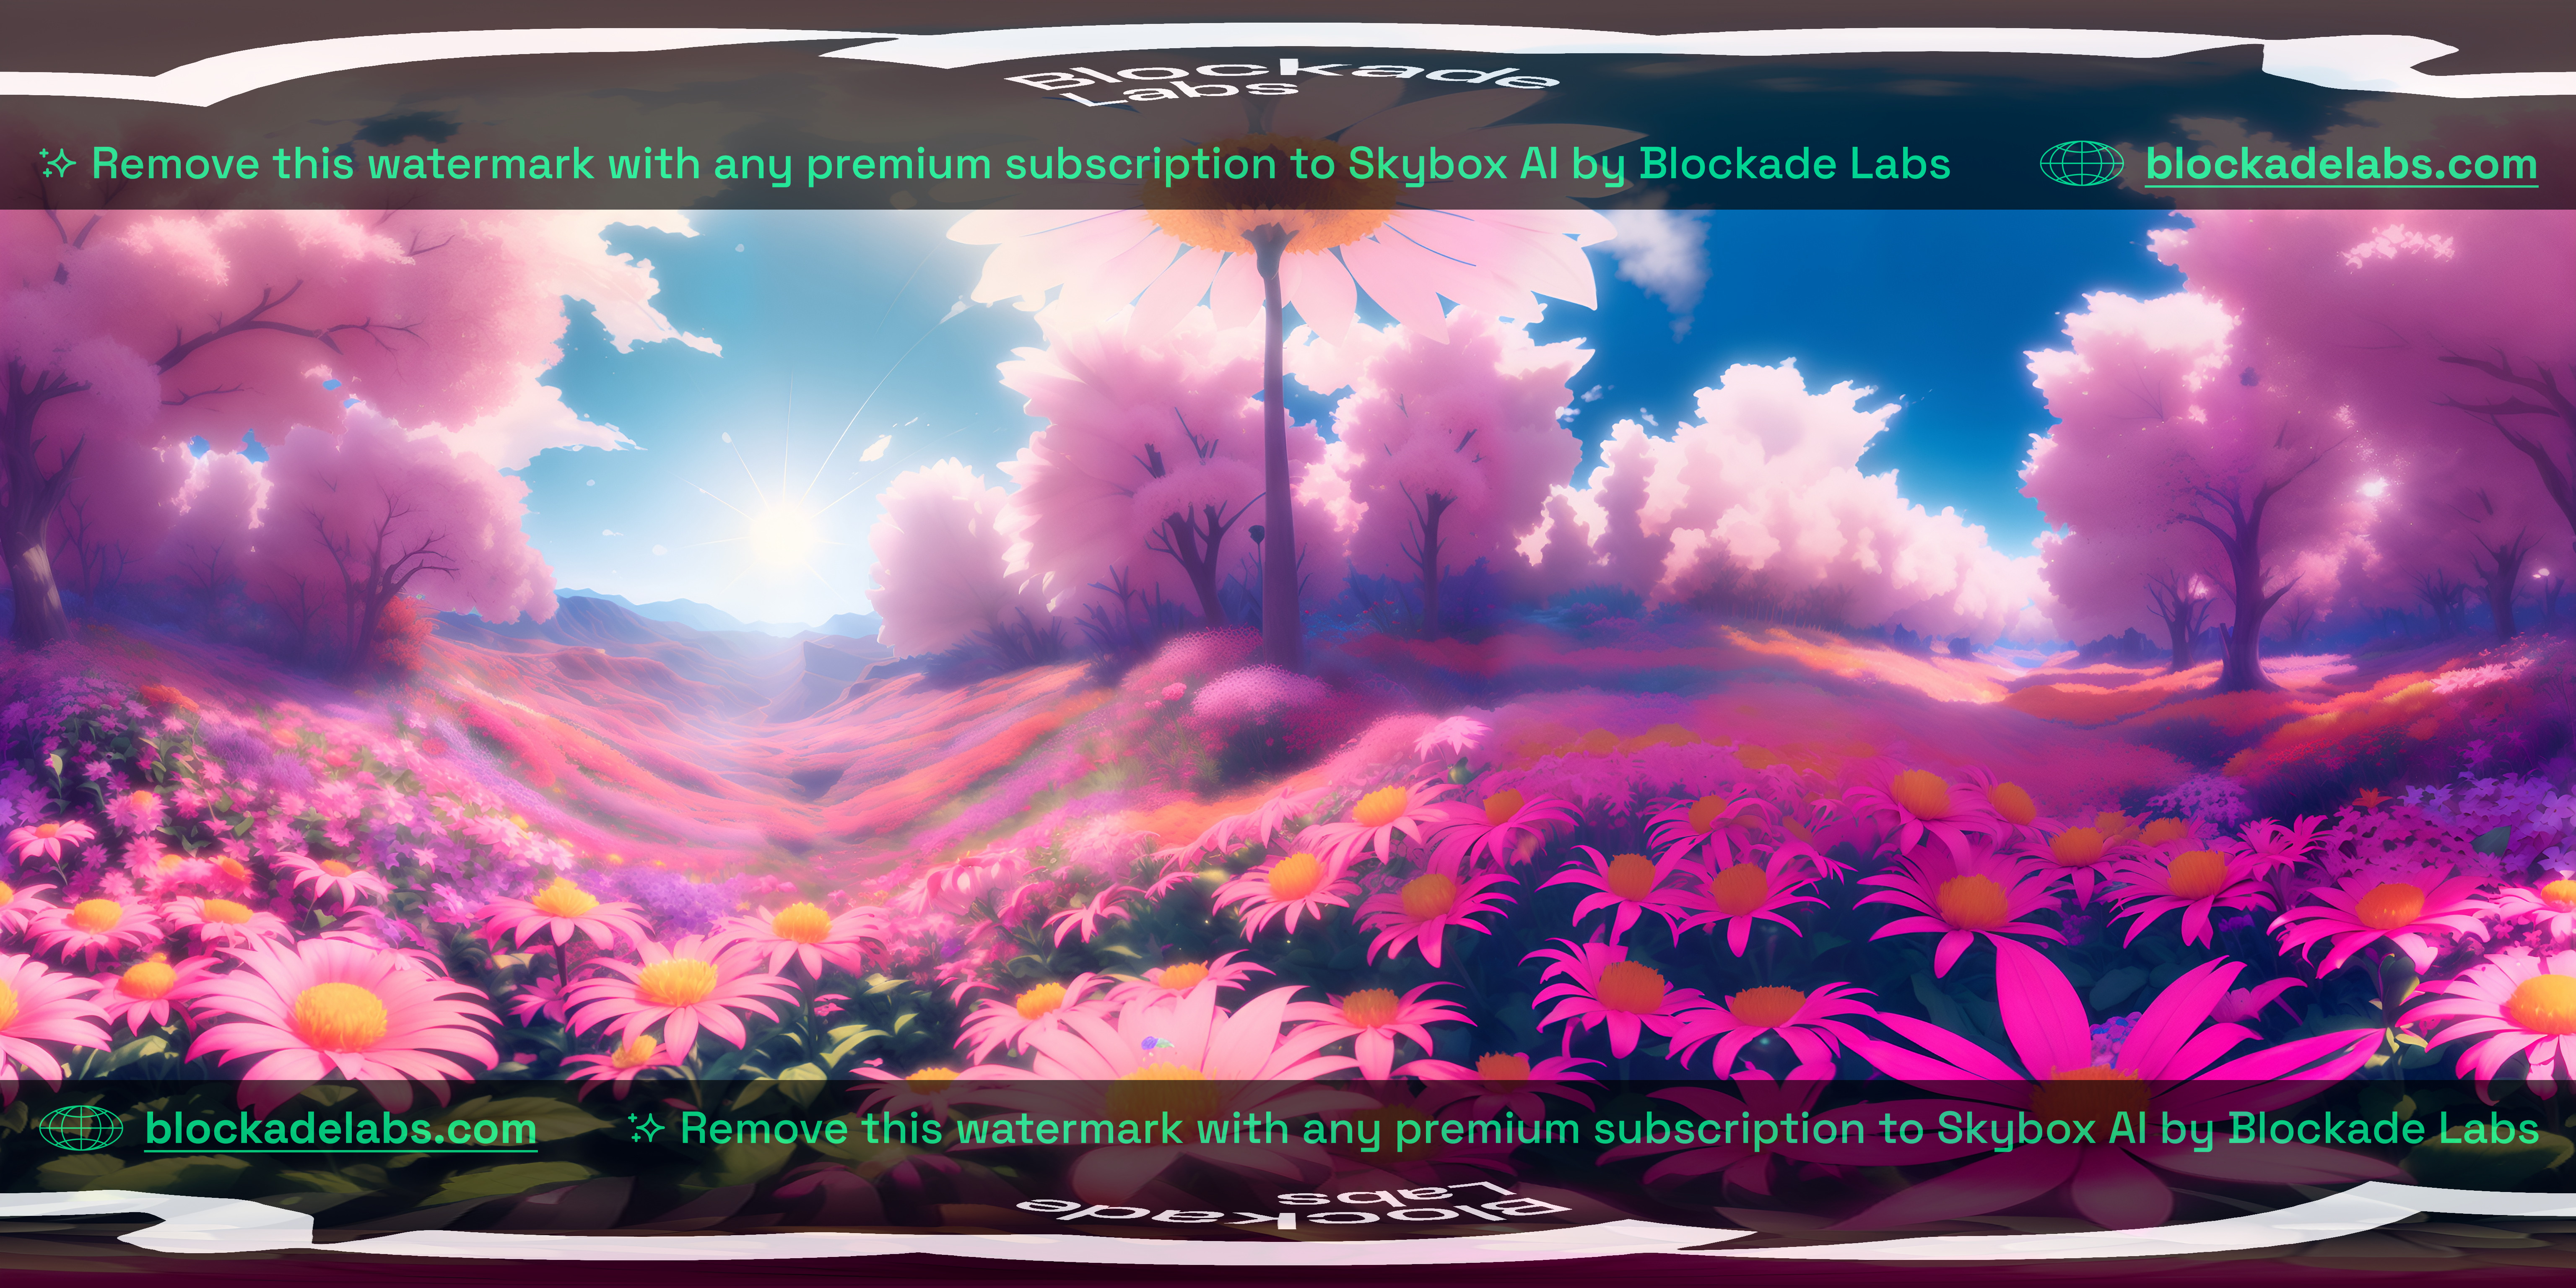 Blockade
Labs
Remove this watermark with any premium subscription to Skybox AI by Blockade Labs
blockadelabs.com
blockadelabs.com
Remove this watermark with any premium subscription to Skybox AI by Blockade Labs
Labs
Blockade